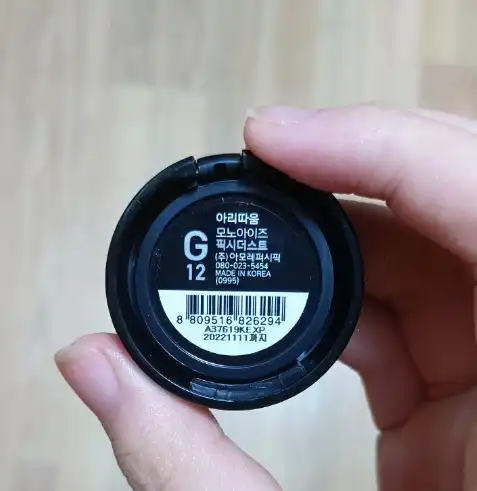 아리따움
G
12
모노아이즈
픽시더스트
(주)아모레퍼시픽
080-023-5454
MADE IN KOREA
(0995)
8 809516 826294
A37619KEXP
20221111까지